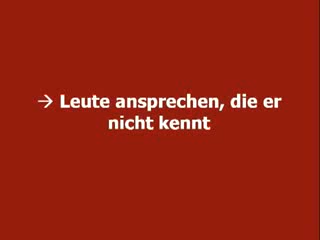 → Leute ansprechen, die er
nicht kennt